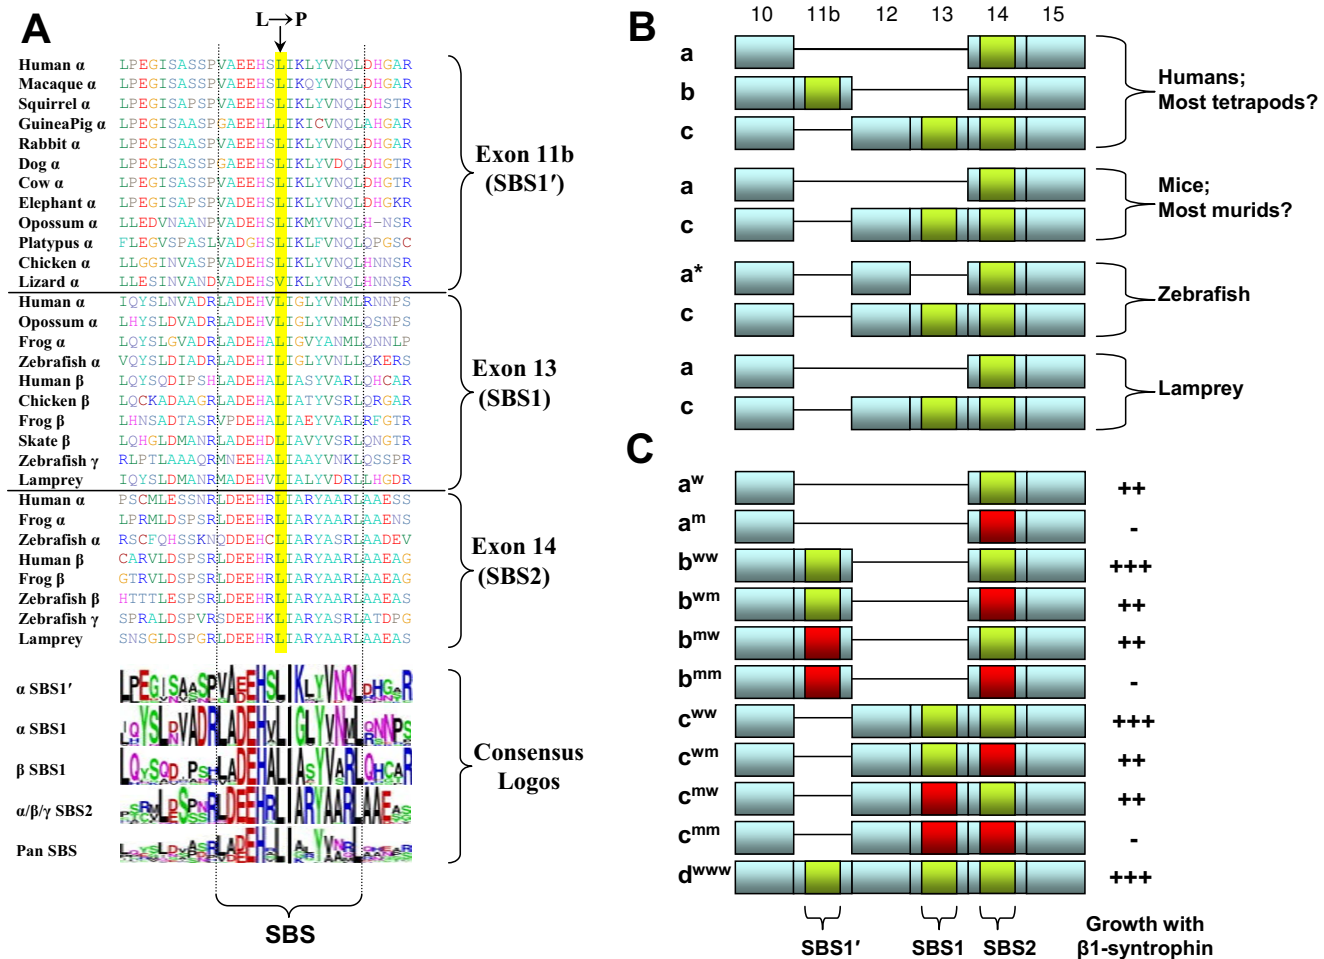 A
L→P
Human α LPEGISASSPVAEEHSLIKLYVNQLDHGAR
Macaque α LPEGISASSPVAEEHSLIKQYVNQLDHGAR
Squirrel α LPEGISAPSPVAEEHSLIKLYVNQLDHSTR
GuineaPig α LPEGISAASPGAEEHLLIKICVNQLAHGAR
Rabbit α LPEGISASSPVAEEHSLIKLYVNQLDHGAR
Dog α LPEGLSASSPGAEEHSLIKLYVDQLDHGTR
Cow α LPEGISASSPVAEEHSLIKLYVNQLDHGTR
Elephant α LPEGISAPSPVAEEHSLIKLYVNQLDHGKR
Opossum α LLEDVNAANPVADEHSLIKMYVNQLH-NSR
Platypus α FLEGVSPASLVADGHSLIKLFVNQLQPGSC
Chicken α LLGGINVASPVADEHSLIKLYVNQLHNNSR
Lizard α LLESINVANDVADEHSVIKLYVNQLHNNSR
Exon 11b
(SBS1′)
Human α IQYSLNVADRLADEHVLIGLYVNMLRNNPS
Opossum α LHYSLDVADRLADEHVLIGLYVNMLQSNPS
Frog α LQYSLGVADRLADEHALIGVYANMLQNNLP
Zebrafish α VQYSLDIADRLADEHILIGLYVNLLQKERS
Human β LQYSQDIPSHLADEHALIASYVARLQHCAR
Chicken β LQCKADAAGRLADEHALIATYVSRLQRGAR
Frog β LHNSADTASRVPDEHALIAEYVARLRFGTR
Skate β LQHGLDMANRLADEHDLIAVYVSRLQNGTR
Zebrafish γ RLPTLAAAQRMNEEHALIAAYVNKLQSSPR
Lamprey IQYSLDMANRMADEHVLIALYVDRLLHGDR
Exon 13
(SBS1)
Human α PSCMLESSNRLDEEHRLIARYAARLAAESS
Frog α LPRMLDSPSRLDEEHRLIARYAARLAAENS
Zebrafish α RSCFQHSSKNQDDEHCLIARYASRLAADEV
Human β CARVLDSPSRLDEEHRLIARYAARLAAEAG
Frog β GTRVLDSPSRLDEEHRLIARYAARLAAEAG
Zebrafish β HTTTLESPSRLDEEHRLIARYAARLAAEAS
Zebrafish γ SPRALDSPVRSDEEHKLIARYASRLATDPG
Lamprey SNSGLDSPGRLDEEHRLIARYAARLAAEAS
Exon 14
(SBS2)
α SBS1′
α SBS1
β SBS1
α/β/γ SBS2
Pan SBS
Consensus
Logos
SBS
B
10 11b 12 13 14 15
a
b
c
Humans;
Most tetrapods?
a
c
Mice;
Most murids?
a*
c
Zebrafish
a
c
Lamprey
C
aʷ ++
aᵐ -
bʷʷ +++
bʷᵐ ++
bᵐʷ ++
bᵐᵐ -
cʷʷ +++
cʷᵐ ++
cᵐʷ ++
cᵐᵐ -
dʷʷʷ +++
SBS1′ SBS1 SBS2
Growth with
β1-syntrophin